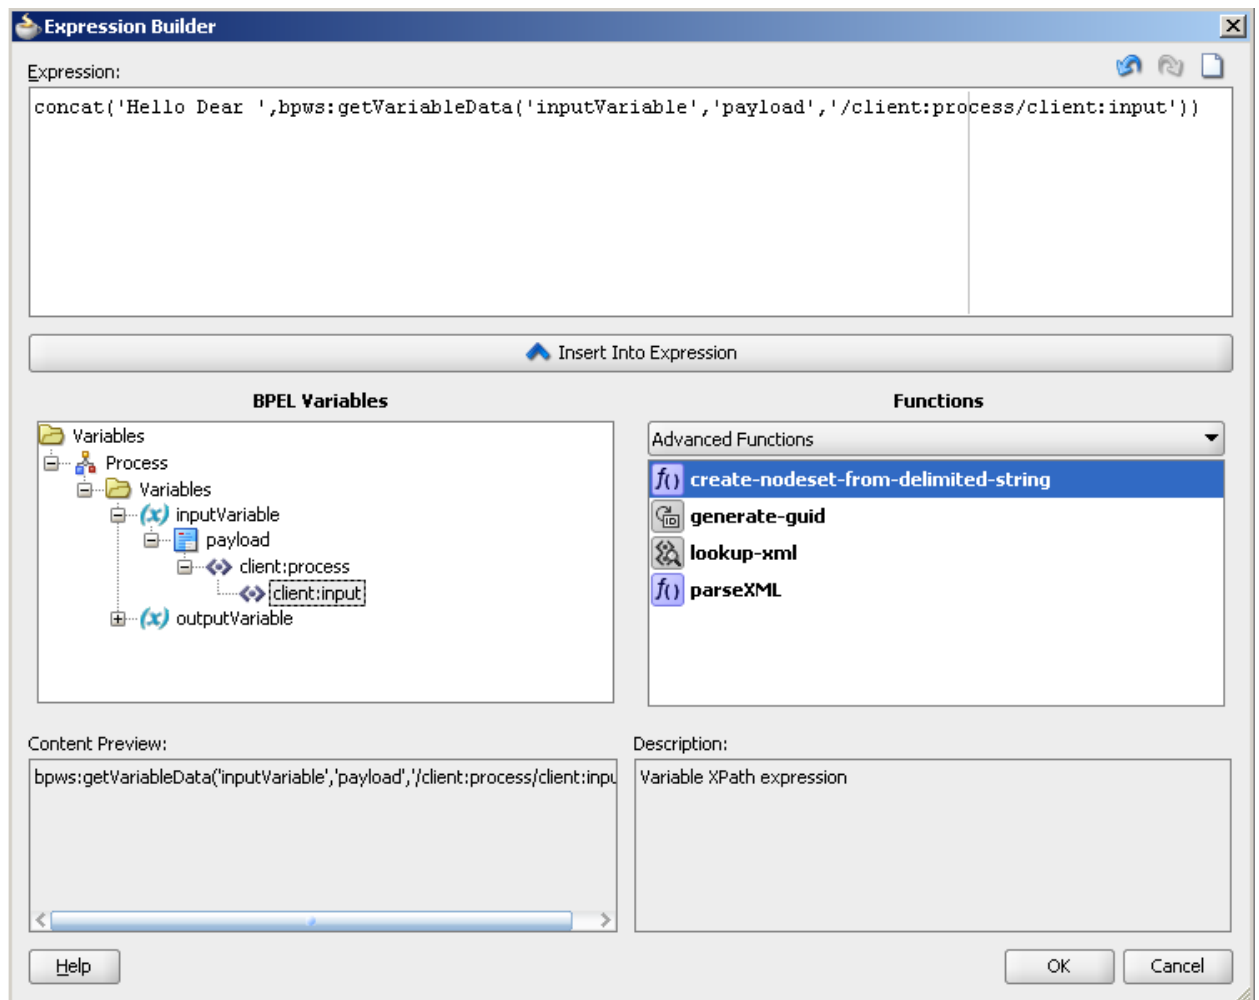 Expression Builder
Expression:
concat('Hello Dear ',bpws:getVariableData('inputVariable','payload','/client:process/client:input'))
Insert Into Expression
BPEL Variables
Variables
Process
Variables
(x) inputVariable
payload
client:process
client:input
(x) outputVariable
Functions
Advanced Functions
f() create-nodeset-from-delimited-string
ID generate-guid
lookup-xml
f() parseXML
Content Preview:
bpws:getVariableData('inputVariable','payload','/client:process/client:inpu
Description:
Variable XPath expression
Help
OK
Cancel